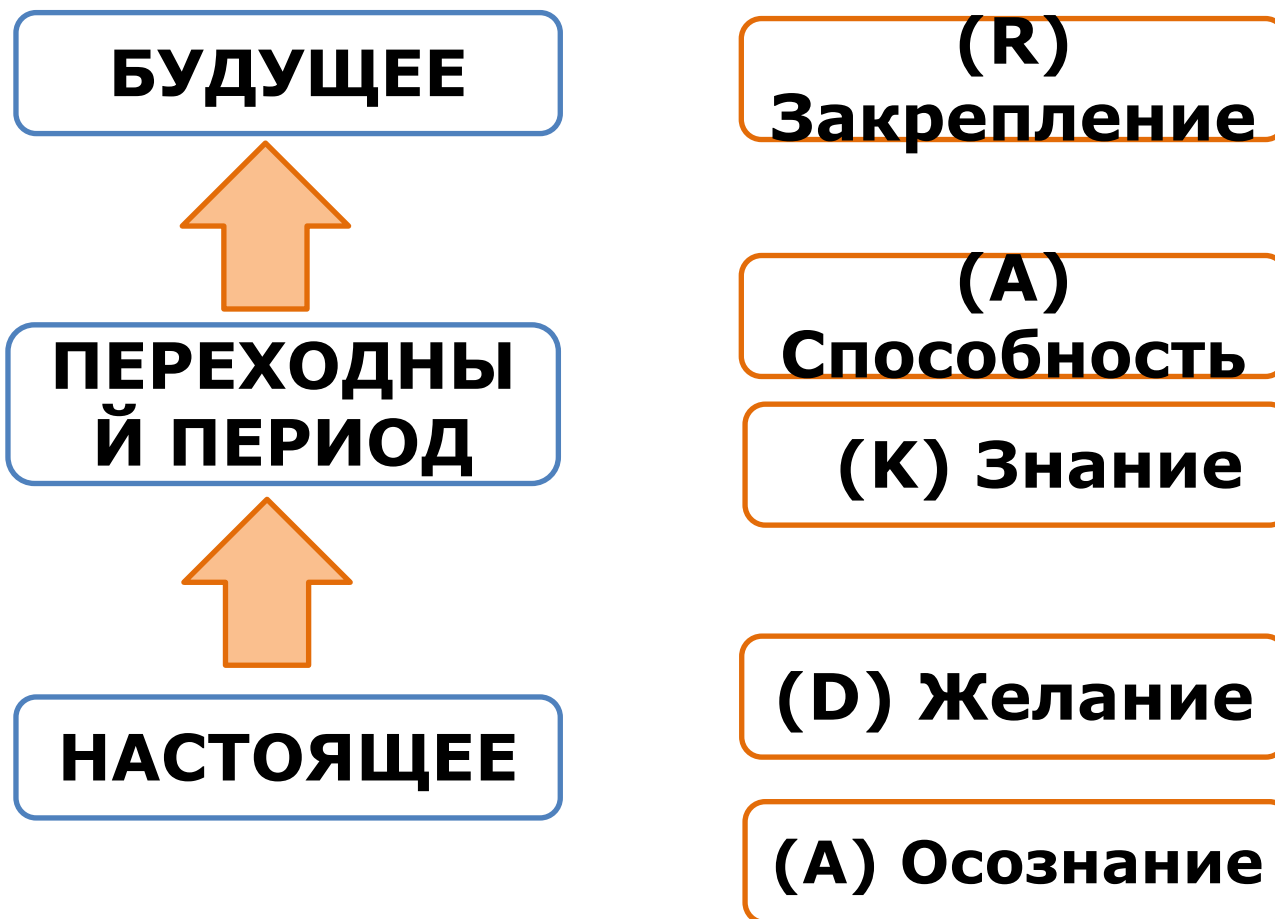 БУДУЩЕЕ
ПЕРЕХОДНЫ
Й ПЕРИОД
НАСТОЯЩЕЕ
(R)
Закрепление
(A)
Способность
(K) Знание
(D) Желание
(A) Осознание